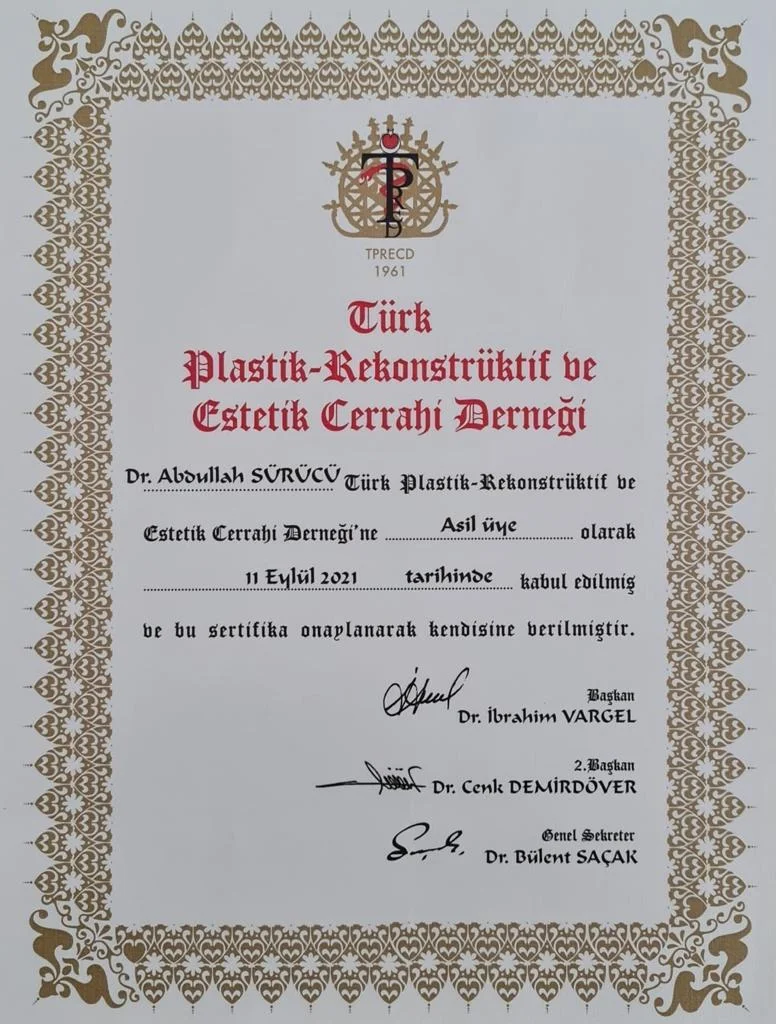 TPRECD
1961
Türk
Plastik-Rekonstrüktif ve
Estetik Cerrahi Derneği
Dr. Abdullah SÜRÜCÜ Türk Plastik-Rekonstrüktif ve
Estetik Cerrahi Derneği'ne Asil üye olarak
11 Eylül 2021 tarihinde kabul edilmiş
ve bu sertifika onaylanarak kendisine verilmiştir.
Başkan
Dr. İbrahim VARGEL
2.Başkan
Dr. Cenk DEMİRDÖVER
Genel Sekreter
Dr. Bülent SAÇAK